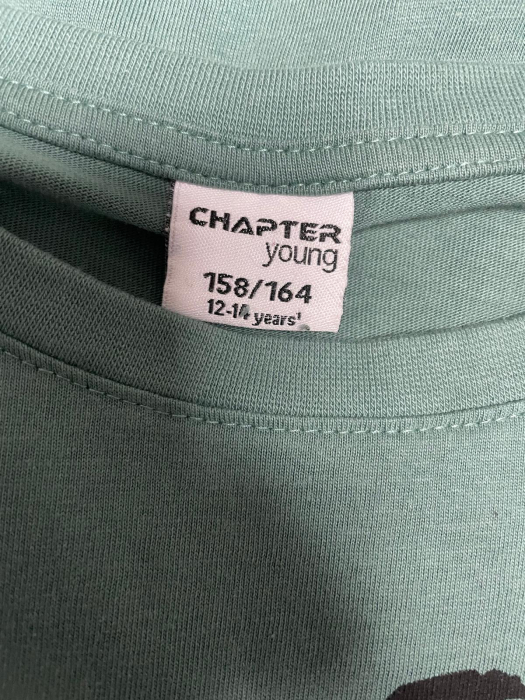 CHAPTER
young
158/164
12-14 years'